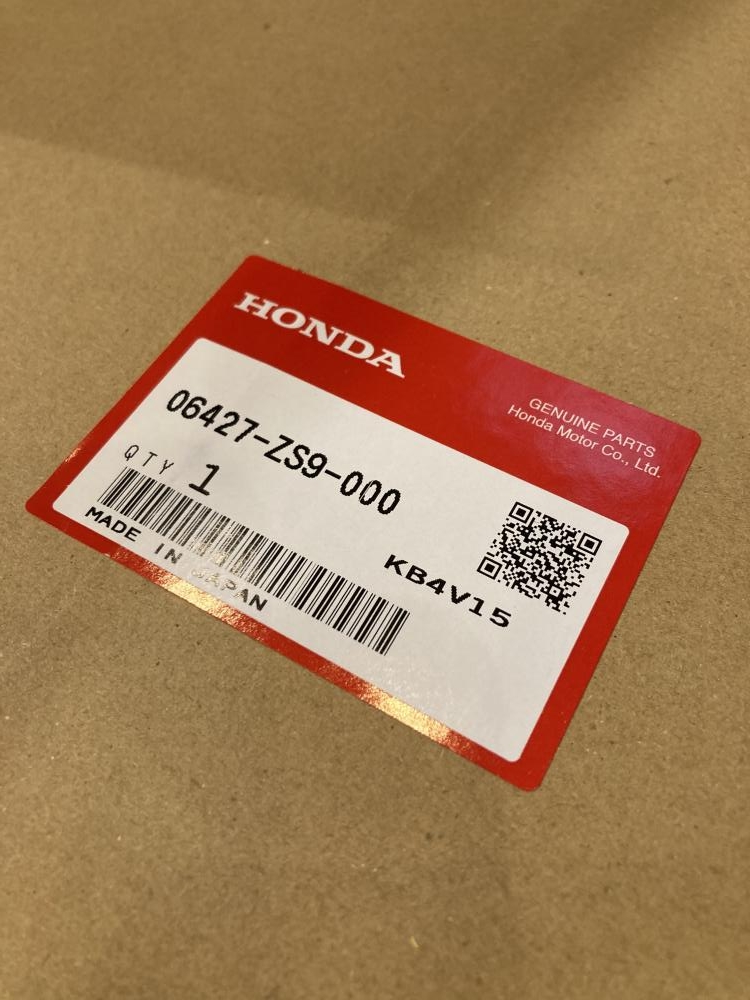 HONDA
GENUINE PARTS
Honda Motor Co., Ltd.
06427-ZS9-000
QTY 1
KB4V15
MADE IN JAPAN